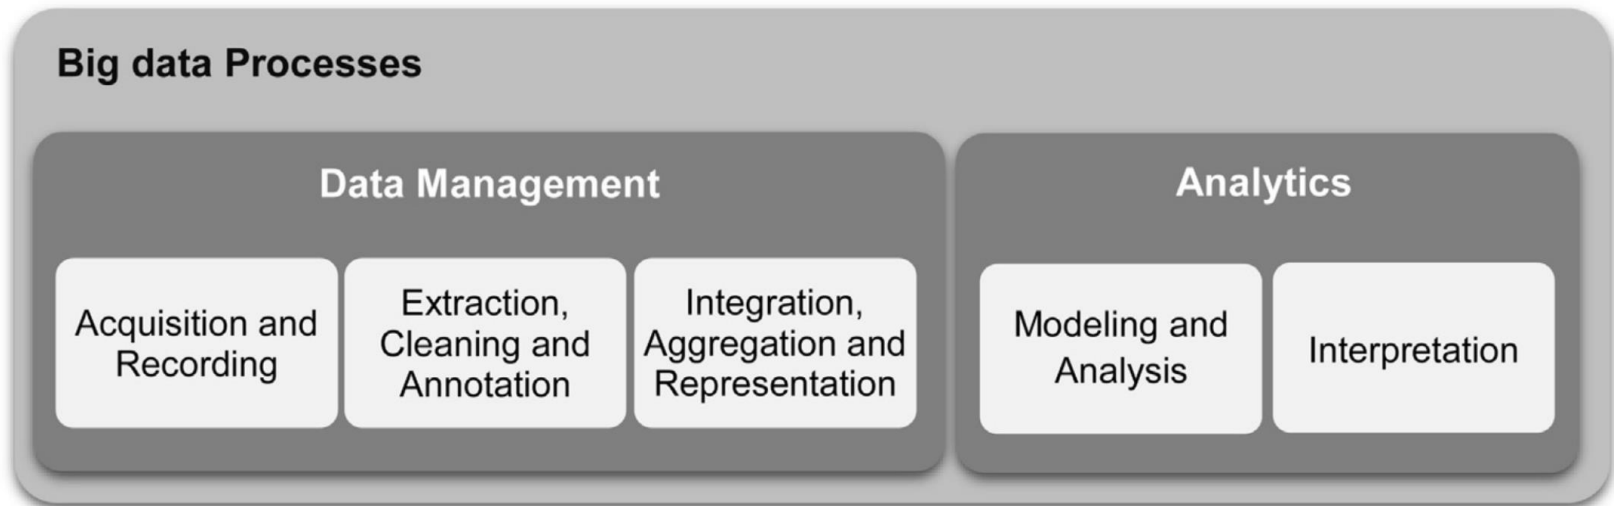 Big data Processes
Data Management
Acquisition and
Recording
Extraction,
Cleaning and
Annotation
Integration,
Aggregation and
Representation
Analytics
Modeling and
Analysis
Interpretation